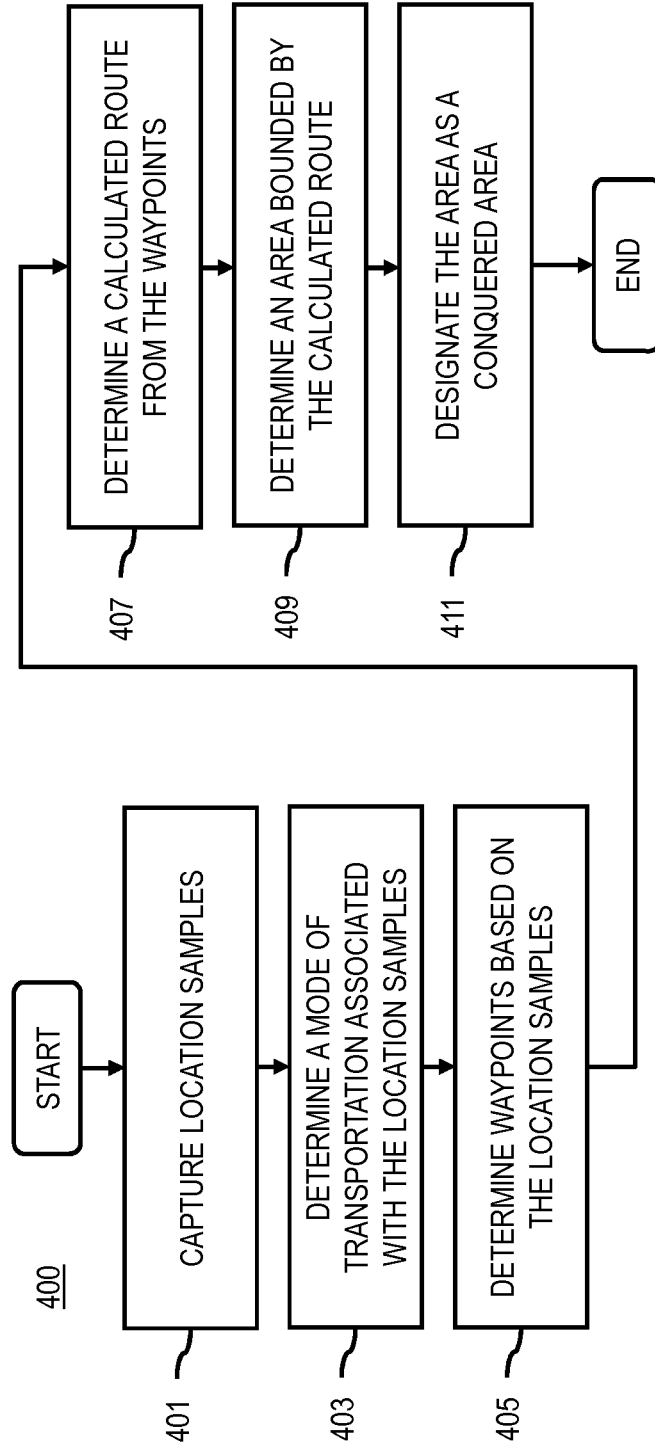 400
START
401
CAPTURE LOCATION SAMPLES
403
DETERMINE A MODE OF
TRANSPORTATION ASSOCIATED
WITH THE LOCATION SAMPLES
405
DETERMINE WAYPOINTS BASED ON
THE LOCATION SAMPLES
407
DETERMINE A CALCULATED ROUTE
FROM THE WAYPOINTS
409
DETERMINE AN AREA BOUNDED BY
THE CALCULATED ROUTE
411
DESIGNATE THE AREA AS A
CONQUERED AREA
END